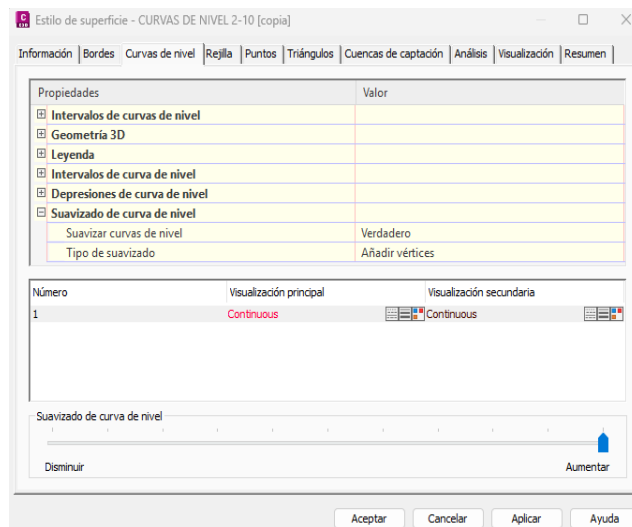 Estilo de superficie - CURVAS DE NIVEL 2-10 [copia]
Información Bordes Curvas de nivel Rejilla Puntos Triángulos Cuencas de captación Análisis Visualización Resumen
Propiedades Valor
Intervalos de curvas de nivel
Geometría 3D
Leyenda
Intervalos de curva de nivel
Depresiones de curva de nivel
Suavizado de curva de nivel
Suavizar curvas de nivel Verdadero
Tipo de suavizado Añadir vértices
Número Visualización principal Visualización secundaria
1 Continuous Continuous
Suavizado de curva de nivel
Disminuir Aumentar
Aceptar Cancelar Aplicar Ayuda